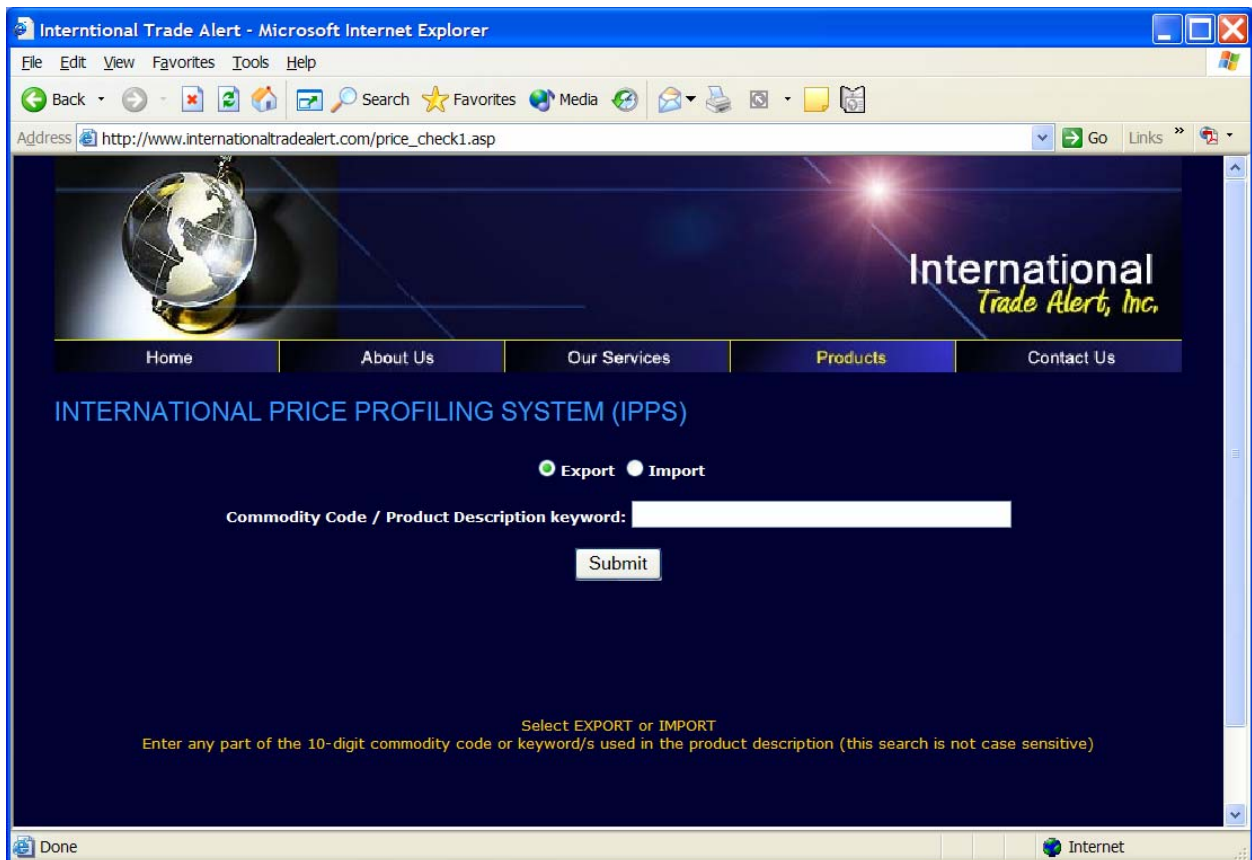 Interntional Trade Alert - Microsoft Internet Explorer
File Edit View Favorites Tools Help
Back Search Favorites Media
Address http://www.internationaltradealert.com/price_check1.asp Go Links »
International
Trade Alert, Inc.
Home About Us Our Services Products Contact Us
INTERNATIONAL PRICE PROFILING SYSTEM (IPPS)
Export Import
Commodity Code / Product Description keyword:
Submit
Select EXPORT or IMPORT
Enter any part of the 10-digit commodity code or keyword/s used in the product description (this search is not case sensitive)
Done Internet